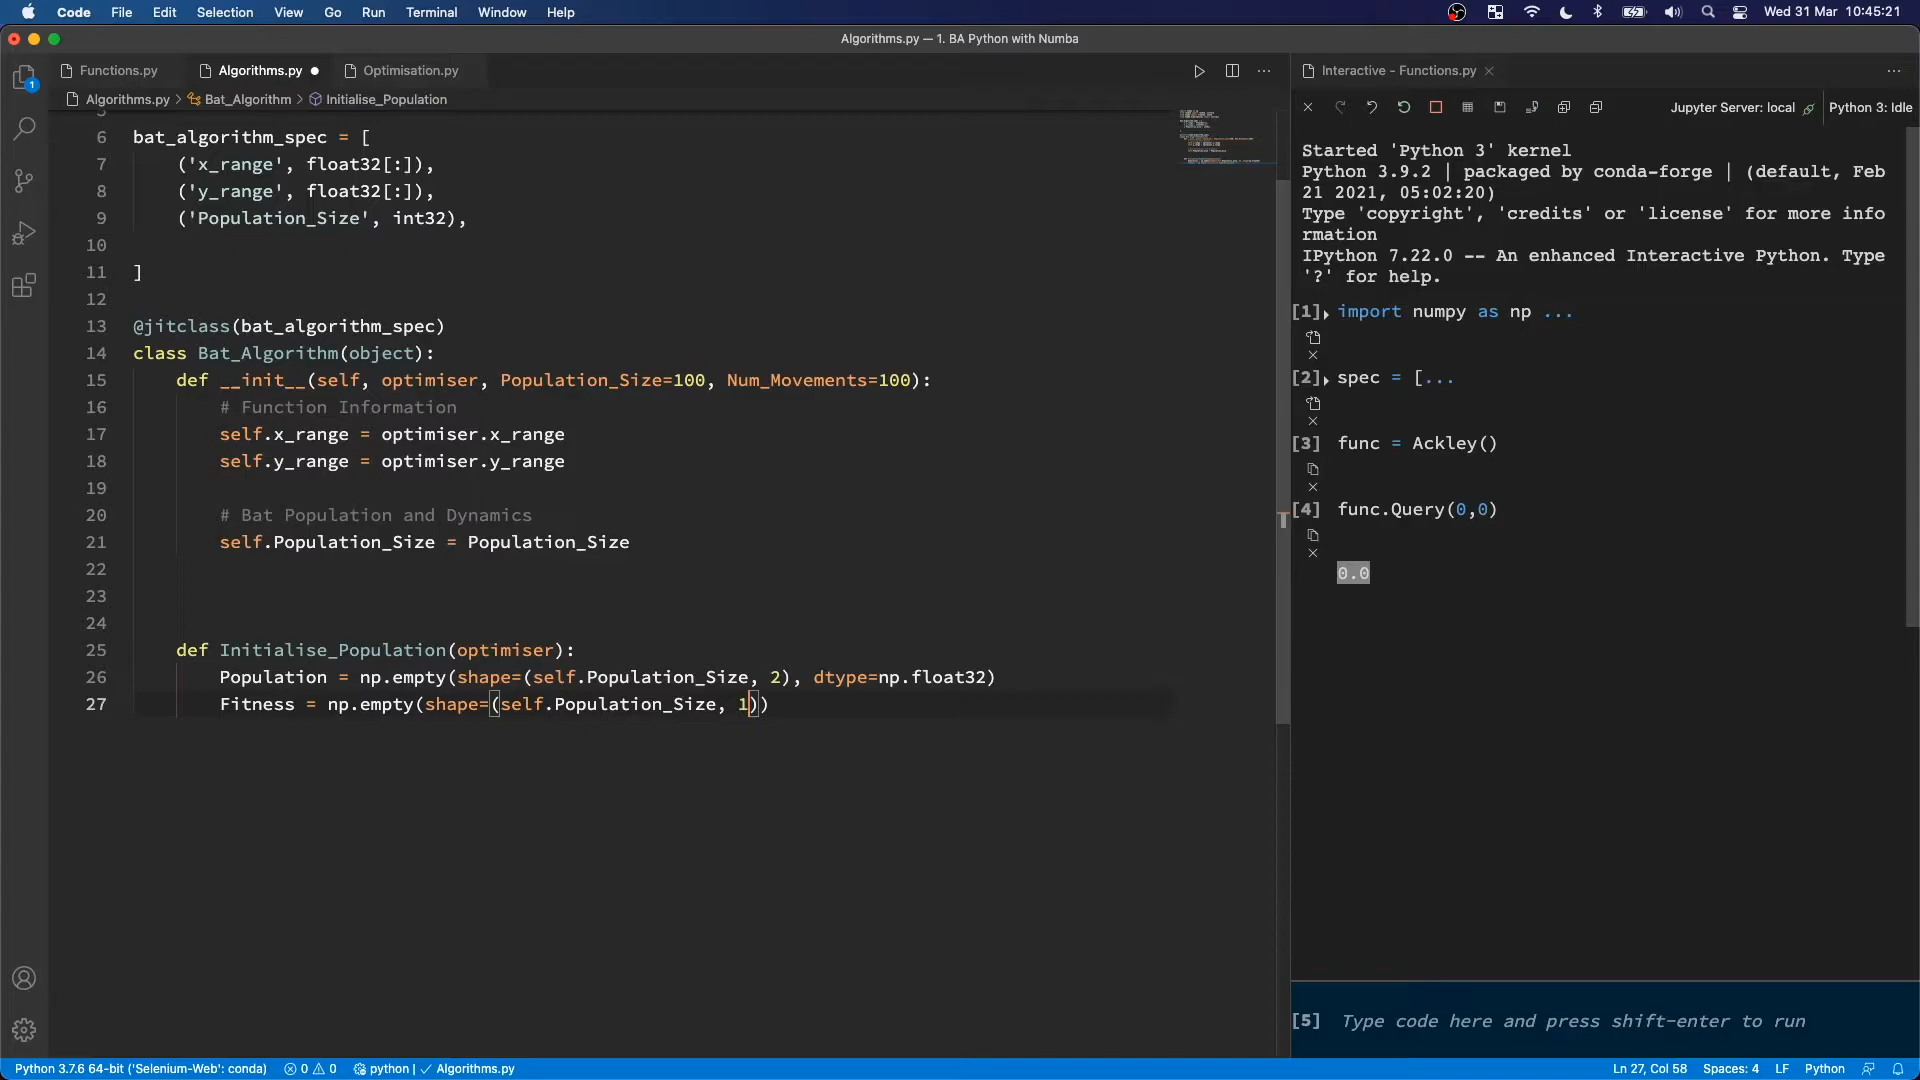 Code File Edit Selection View Go Run Terminal Window Help Wed 31 Mar 10:45:21
Algorithms.py — 1. BA Python with Numba
Functions.py Algorithms.py Optimisation.py
Algorithms.py > Bat_Algorithm > Initialise_Population
1
5
6 bat_algorithm_spec = [
7 ('x_range', float32[:]),
8 ('y_range', float32[:]),
9 ('Population_Size', int32),
10
11 ]
12
13 @jitclass(bat_algorithm_spec)
14 class Bat_Algorithm(object):
15 def __init__(self, optimiser, Population_Size=100, Num_Movements=100):
16 # Function Information
17 self.x_range = optimiser.x_range
18 self.y_range = optimiser.y_range
19
20 # Bat Population and Dynamics
21 self.Population_Size = Population_Size
22
23
24
25 def Initialise_Population(optimiser):
26 Population = np.empty(shape=(self.Population_Size, 2), dtype=np.float32)
27 Fitness = np.empty(shape=(self.Population_Size, 1))
Interactive - Functions.py
Jupyter Server: local Python 3: Idle
Started 'Python 3' kernel
Python 3.9.2 | packaged by conda-forge | (default, Feb
21 2021, 05:02:20)
Type 'copyright', 'credits' or 'license' for more info
rmation
IPython 7.22.0 -- An enhanced Interactive Python. Type
'?' for help.
[1] import numpy as np ...
[2] spec = [...
[3] func = Ackley()
[4] func.Query(0,0)
0.0
[5] Type code here and press shift-enter to run
Python 3.7.6 64-bit ('Selenium-Web': conda) 0 0 python | ✓ Algorithms.py Ln 27, Col 58 Spaces: 4 LF Python